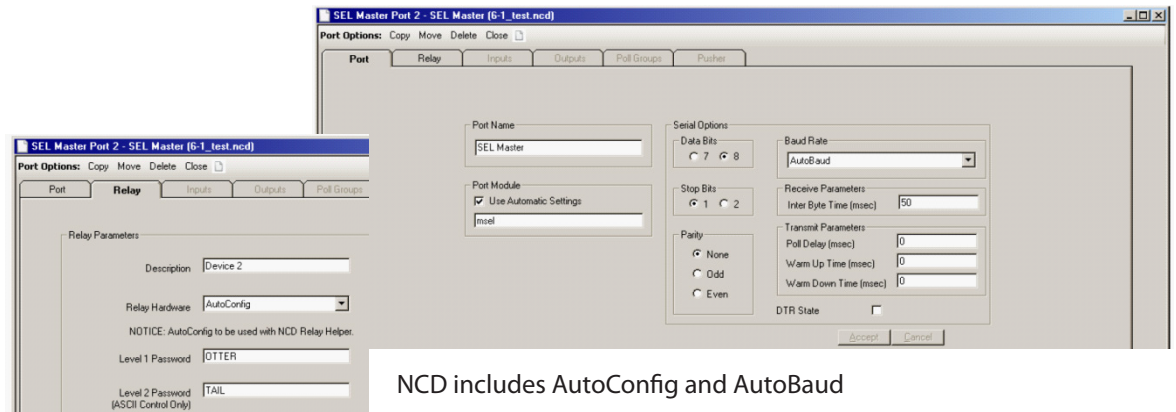 SEL Master Port 2 - SEL Master (6-1_test.ncd)
Port Options: Copy Move Delete Close
Port Relay Inputs Outputs Poll Groups Pusher
Port Name
SEL Master
Port Module
Use Automatic Settings
msel
Serial Options
Data Bits
7 8
Stop Bits
1 2
Parity
None
Odd
Even
Baud Rate
AutoBaud
Receive Parameters
Inter Byte Time (msec) 50
Transmit Parameters
Poll Delay (msec) 0
Warm Up Time (msec) 0
Warm Down Time (msec) 0
DTR State
Accept Cancel
SEL Master Port 2 - SEL Master (6-1_test.ncd)
Port Options: Copy Move Delete Close
Port Relay Inputs Outputs Poll Groups
Relay Parameters
Description Device 2
Relay Hardware AutoConfig
NOTICE: AutoConfig to be used with NCD Relay Helper.
Level 1 Password OTTER
Level 2 Password TAIL
(ASCII Control Only)
NCD includes AutoConfig and AutoBaud